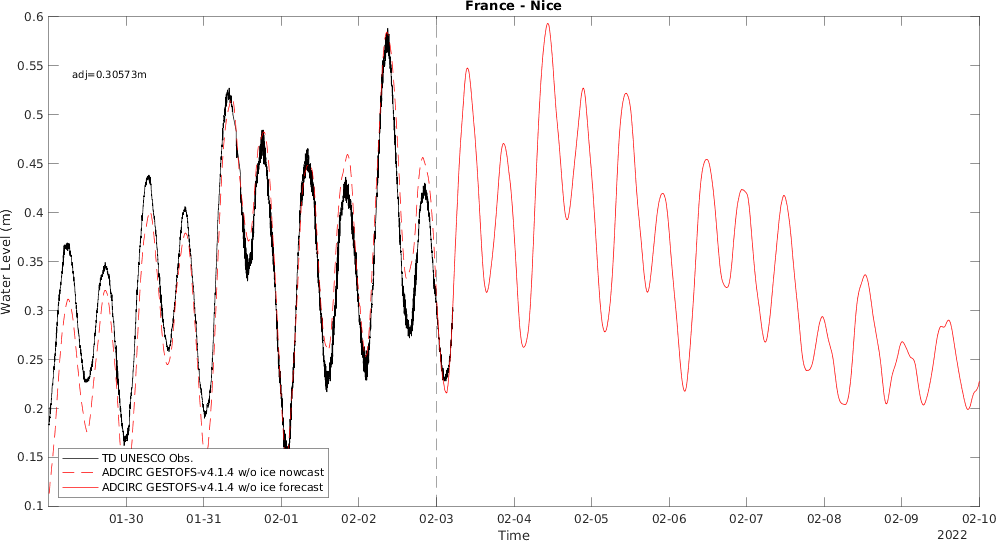 France - Nice
adj=0.30573m
Water Level (m)
0.6
0.55
0.5
0.45
0.4
0.35
0.3
0.25
0.2
0.15
0.1
TD UNESCO Obs.
ADCIRC GESTOFS-v4.1.4 w/o ice nowcast
ADCIRC GESTOFS-v4.1.4 w/o ice forecast
01-30 01-31 02-01 02-02 02-03 02-04 02-05 02-06 02-07 02-08 02-09 02-10
Time
2022